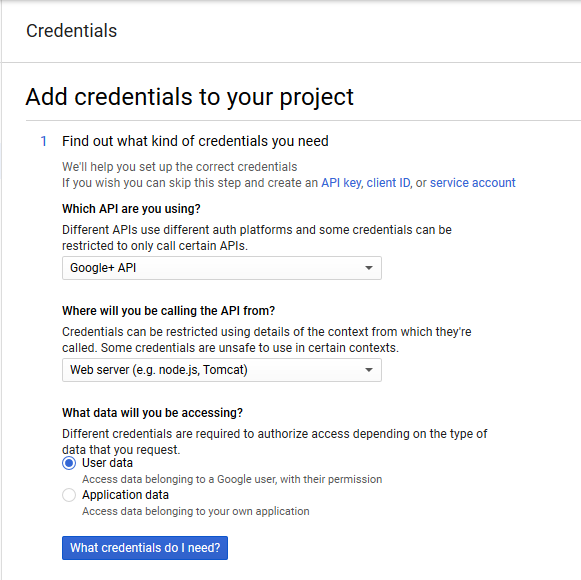 Credentials
Add credentials to your project
1 Find out what kind of credentials you need
We'll help you set up the correct credentials
If you wish you can skip this step and create an API key, client ID, or service account
Which API are you using?
Different APIs use different auth platforms and some credentials can be
restricted to only call certain APIs.
Google+ API
Where will you be calling the API from?
Credentials can be restricted using details of the context from which they're
called. Some credentials are unsafe to use in certain contexts.
Web server (e.g. node.js, Tomcat)
What data will you be accessing?
Different credentials are required to authorize access depending on the type of
data that you request.
User data
Access data belonging to a Google user, with their permission
Application data
Access data belonging to your own application
What credentials do I need?